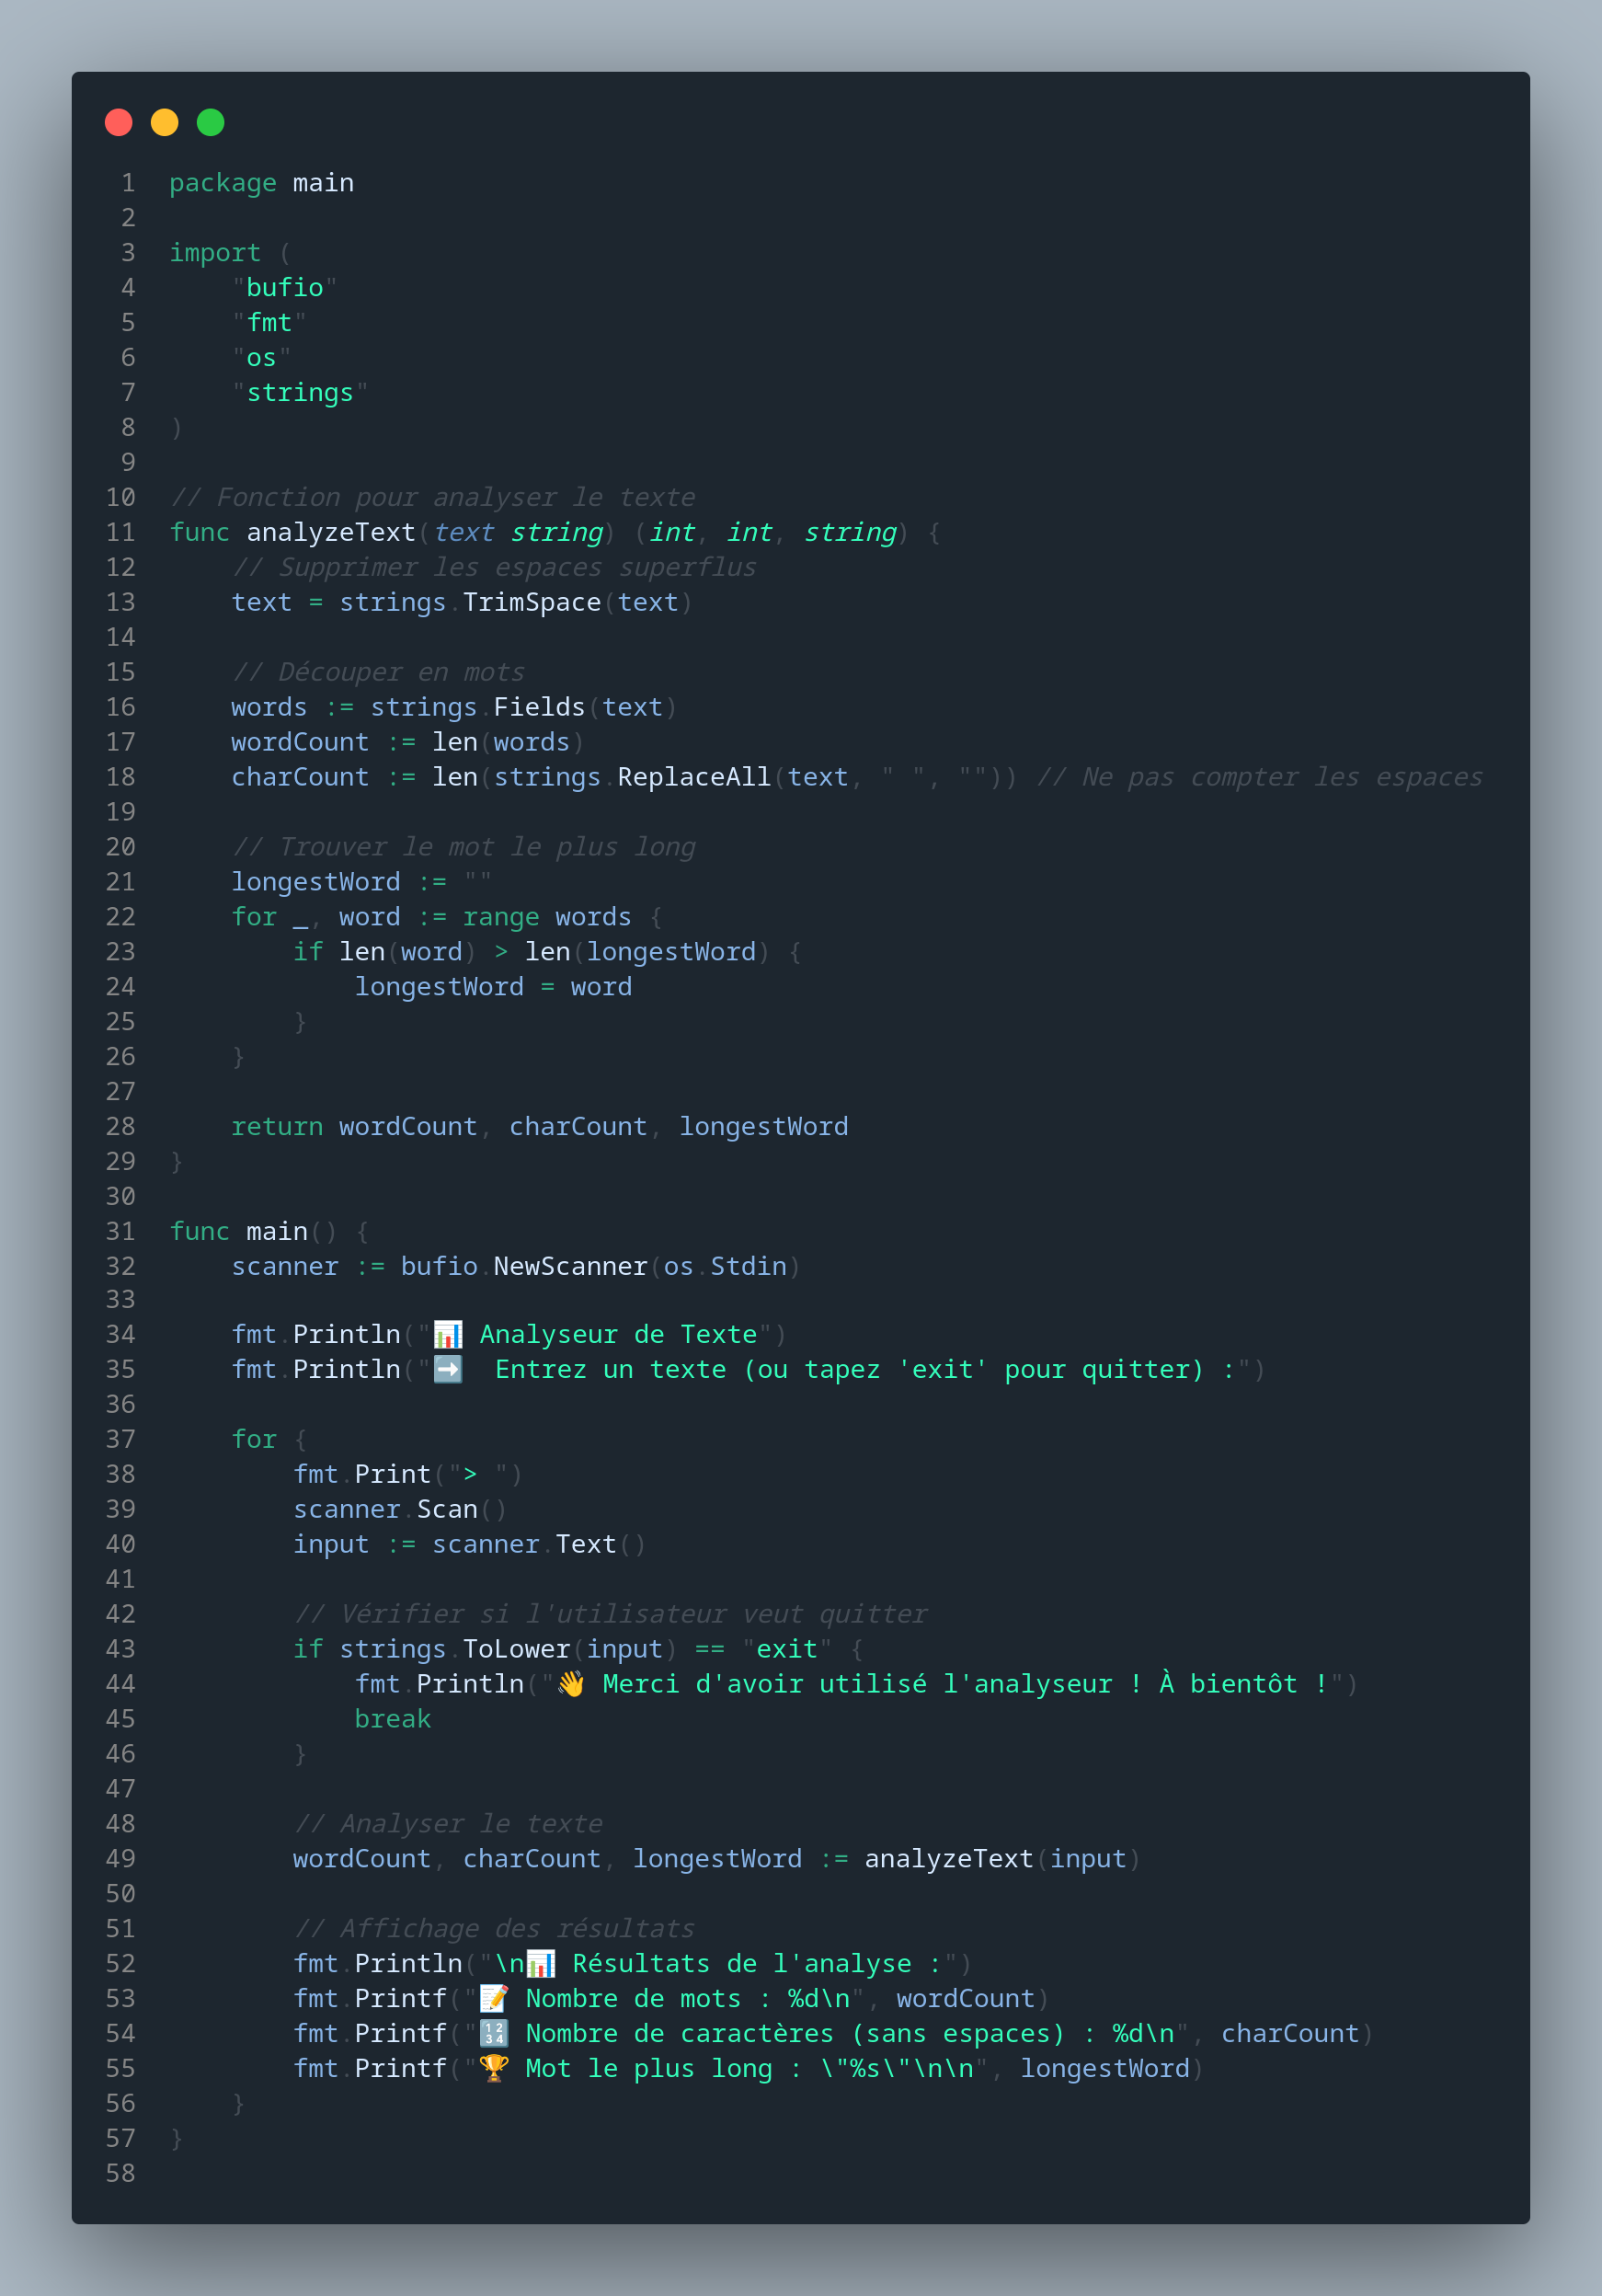 1 package main
2
3 import (
4     "bufio"
5     "fmt"
6     "os"
7     "strings"
8 )
9
10 // Fonction pour analyser le texte
11 func analyzeText(text string) (int, int, string) {
12     // Supprimer les espaces superflus
13     text = strings.TrimSpace(text)
14
15     // Découper en mots
16     words := strings.Fields(text)
17     wordCount := len(words)
18     charCount := len(strings.ReplaceAll(text, " ", "")) // Ne pas compter les espaces
19
20     // Trouver le mot le plus long
21     longestWord := ""
22     for _, word := range words {
23         if len(word) > len(longestWord) {
24             longestWord = word
25         }
26     }
27
28     return wordCount, charCount, longestWord
29 }
30
31 func main() {
32     scanner := bufio.NewScanner(os.Stdin)
33
34     fmt.Println("📊 Analyseur de Texte")
35     fmt.Println("➡️  Entrez un texte (ou tapez 'exit' pour quitter) :")
36
37     for {
38         fmt.Print("> ")
39         scanner.Scan()
40         input := scanner.Text()
41
42         // Vérifier si l'utilisateur veut quitter
43         if strings.ToLower(input) == "exit" {
44             fmt.Println("👋 Merci d'avoir utilisé l'analyseur ! À bientôt !")
45             break
46         }
47
48         // Analyser le texte
49         wordCount, charCount, longestWord := analyzeText(input)
50
51         // Affichage des résultats
52         fmt.Println("\n📊 Résultats de l'analyse :")
53         fmt.Printf("📝 Nombre de mots : %d\n", wordCount)
54         fmt.Printf("🔢 Nombre de caractères (sans espaces) : %d\n", charCount)
55         fmt.Printf("🏆 Mot le plus long : \"%s\"\n\n", longestWord)
56     }
57 }
58